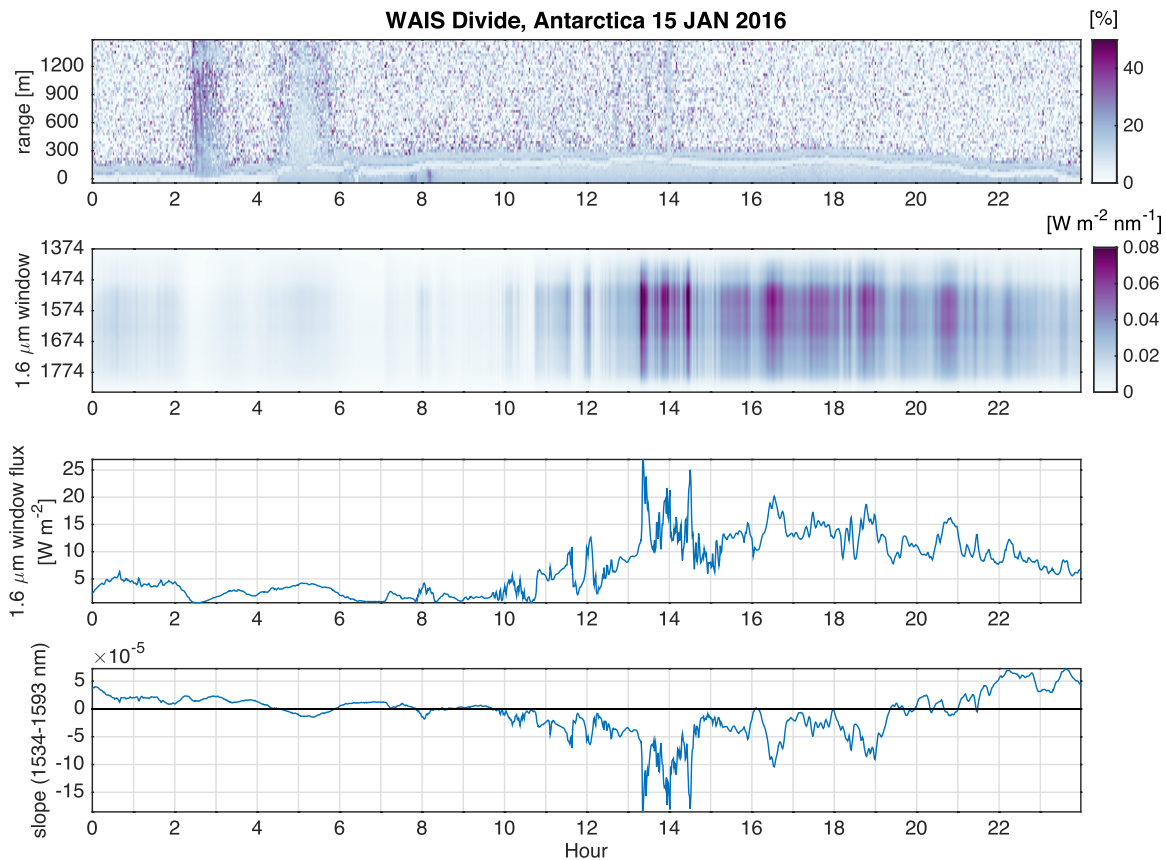 WAIS Divide, Antarctica 15 JAN 2016
[%]
range [m]
1200
900
600
300
0
40
20
0
0 2 4 6 8 10 12 14 16 18 20 22
[W m-2 nm-1]
1.6 μm window
1374
1474
1574
1674
1774
0.08
0.06
0.04
0.02
0
0 2 4 6 8 10 12 14 16 18 20 22
1.6 μm window flux
[W m-2]
25
20
15
10
5
0 2 4 6 8 10 12 14 16 18 20 22
×10-5
slope (1534-1593 nm)
5
0
-5
-10
-15
0 2 4 6 8 10 12 14 16 18 20 22
Hour